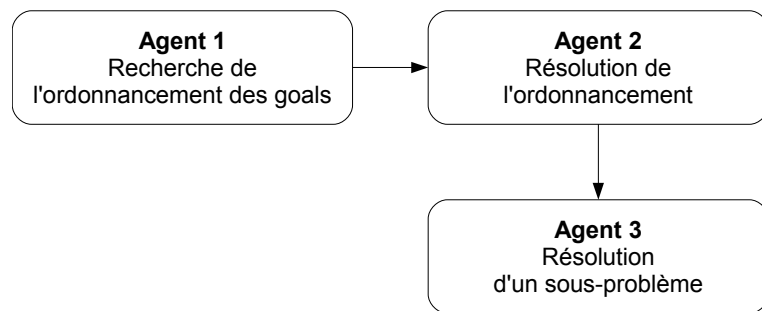 Agent 1
Recherche de
l'ordonnancement des goals
Agent 2
Résolution de
l'ordonnancement
Agent 3
Résolution
d'un sous-problème